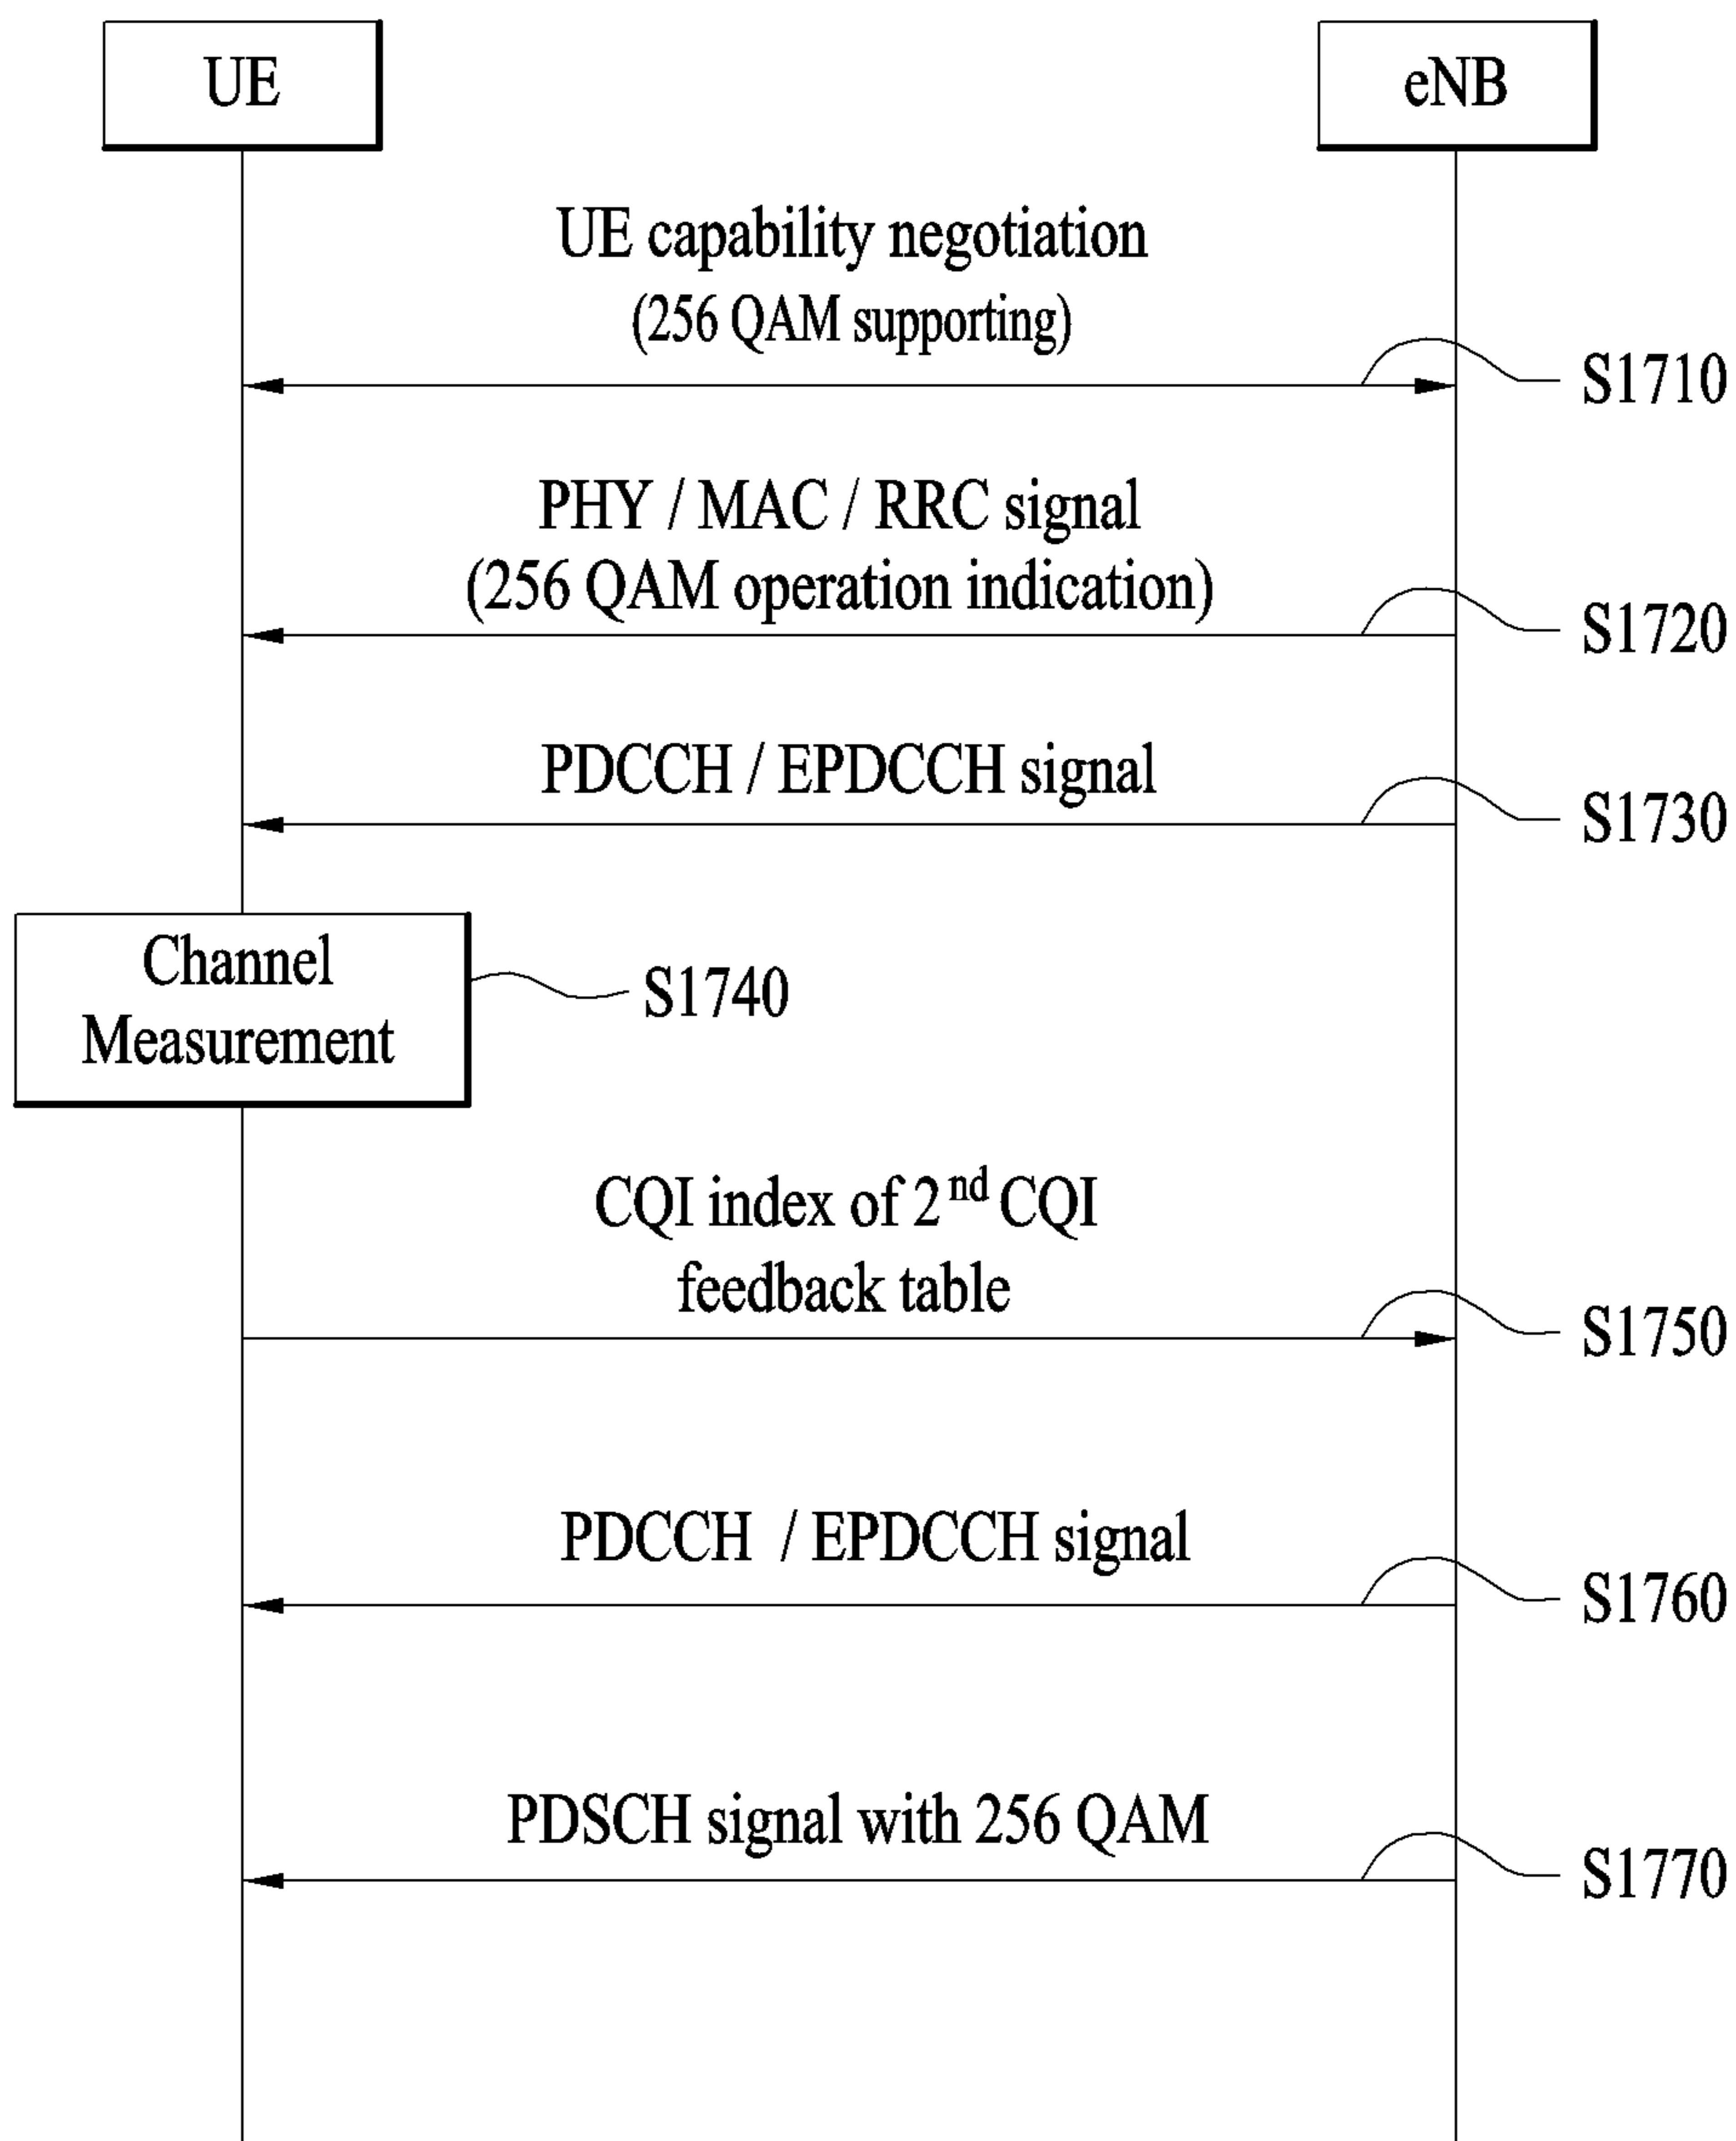 UE
eNB
UE capability negotiation
(256 QAM supporting)
S1710
PHY / MAC / RRC signal
(256 QAM operation indication)
S1720
PDCCH / EPDCCH signal
S1730
Channel
Measurement
S1740
CQI index of 2nd CQI
feedback table
S1750
PDCCH / EPDCCH signal
S1760
PDSCH signal with 256 QAM
S1770